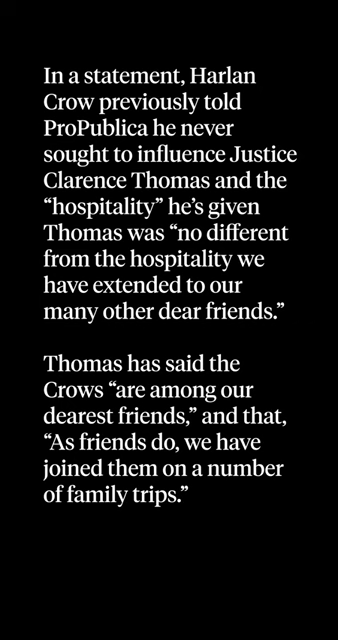 In a statement, Harlan
Crow previously told
ProPublica he never
sought to influence Justice
Clarence Thomas and the
“hospitality” he’s given
Thomas was “no different
from the hospitality we
have extended to our
many other dear friends.”
Thomas has said the
Crows “are among our
dearest friends,” and that,
“As friends do, we have
joined them on a number
of family trips.”